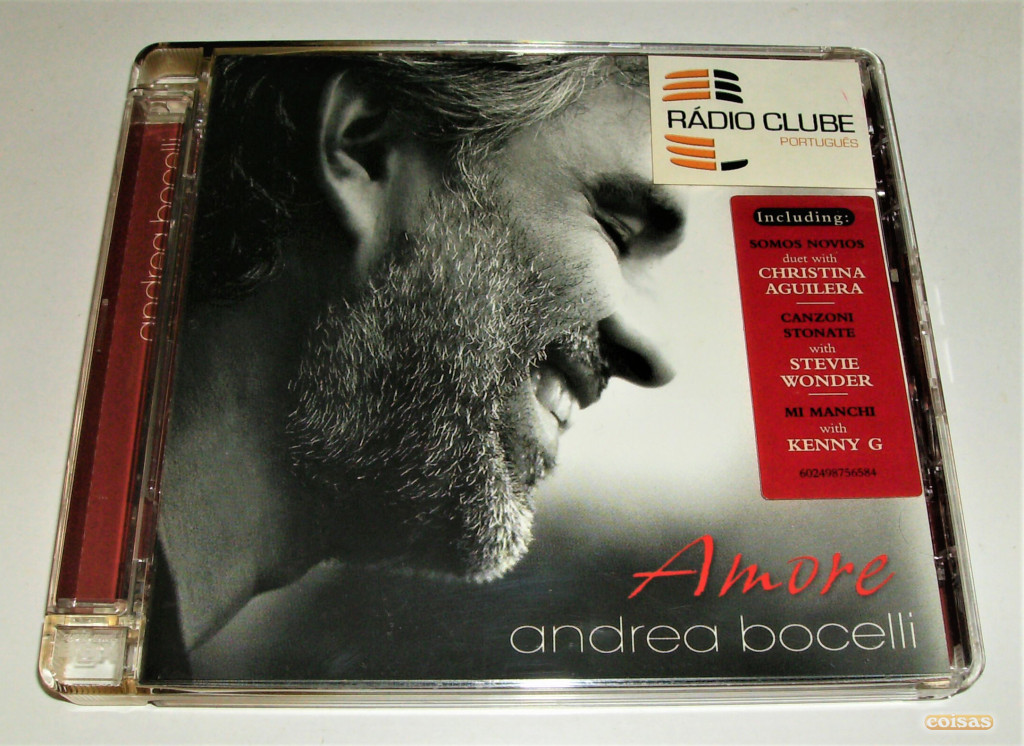 andrea bocelli
RÁDIO CLUBE
PORTUGUÊS
Including:
SOMOS NOVIOS
duet with
CHRISTINA
AGUILERA
CANZONI
STONATE
with
STEVIE
WONDER
MI MANCHI
with
KENNY G
602498756584
Amore
andrea bocelli
coisas